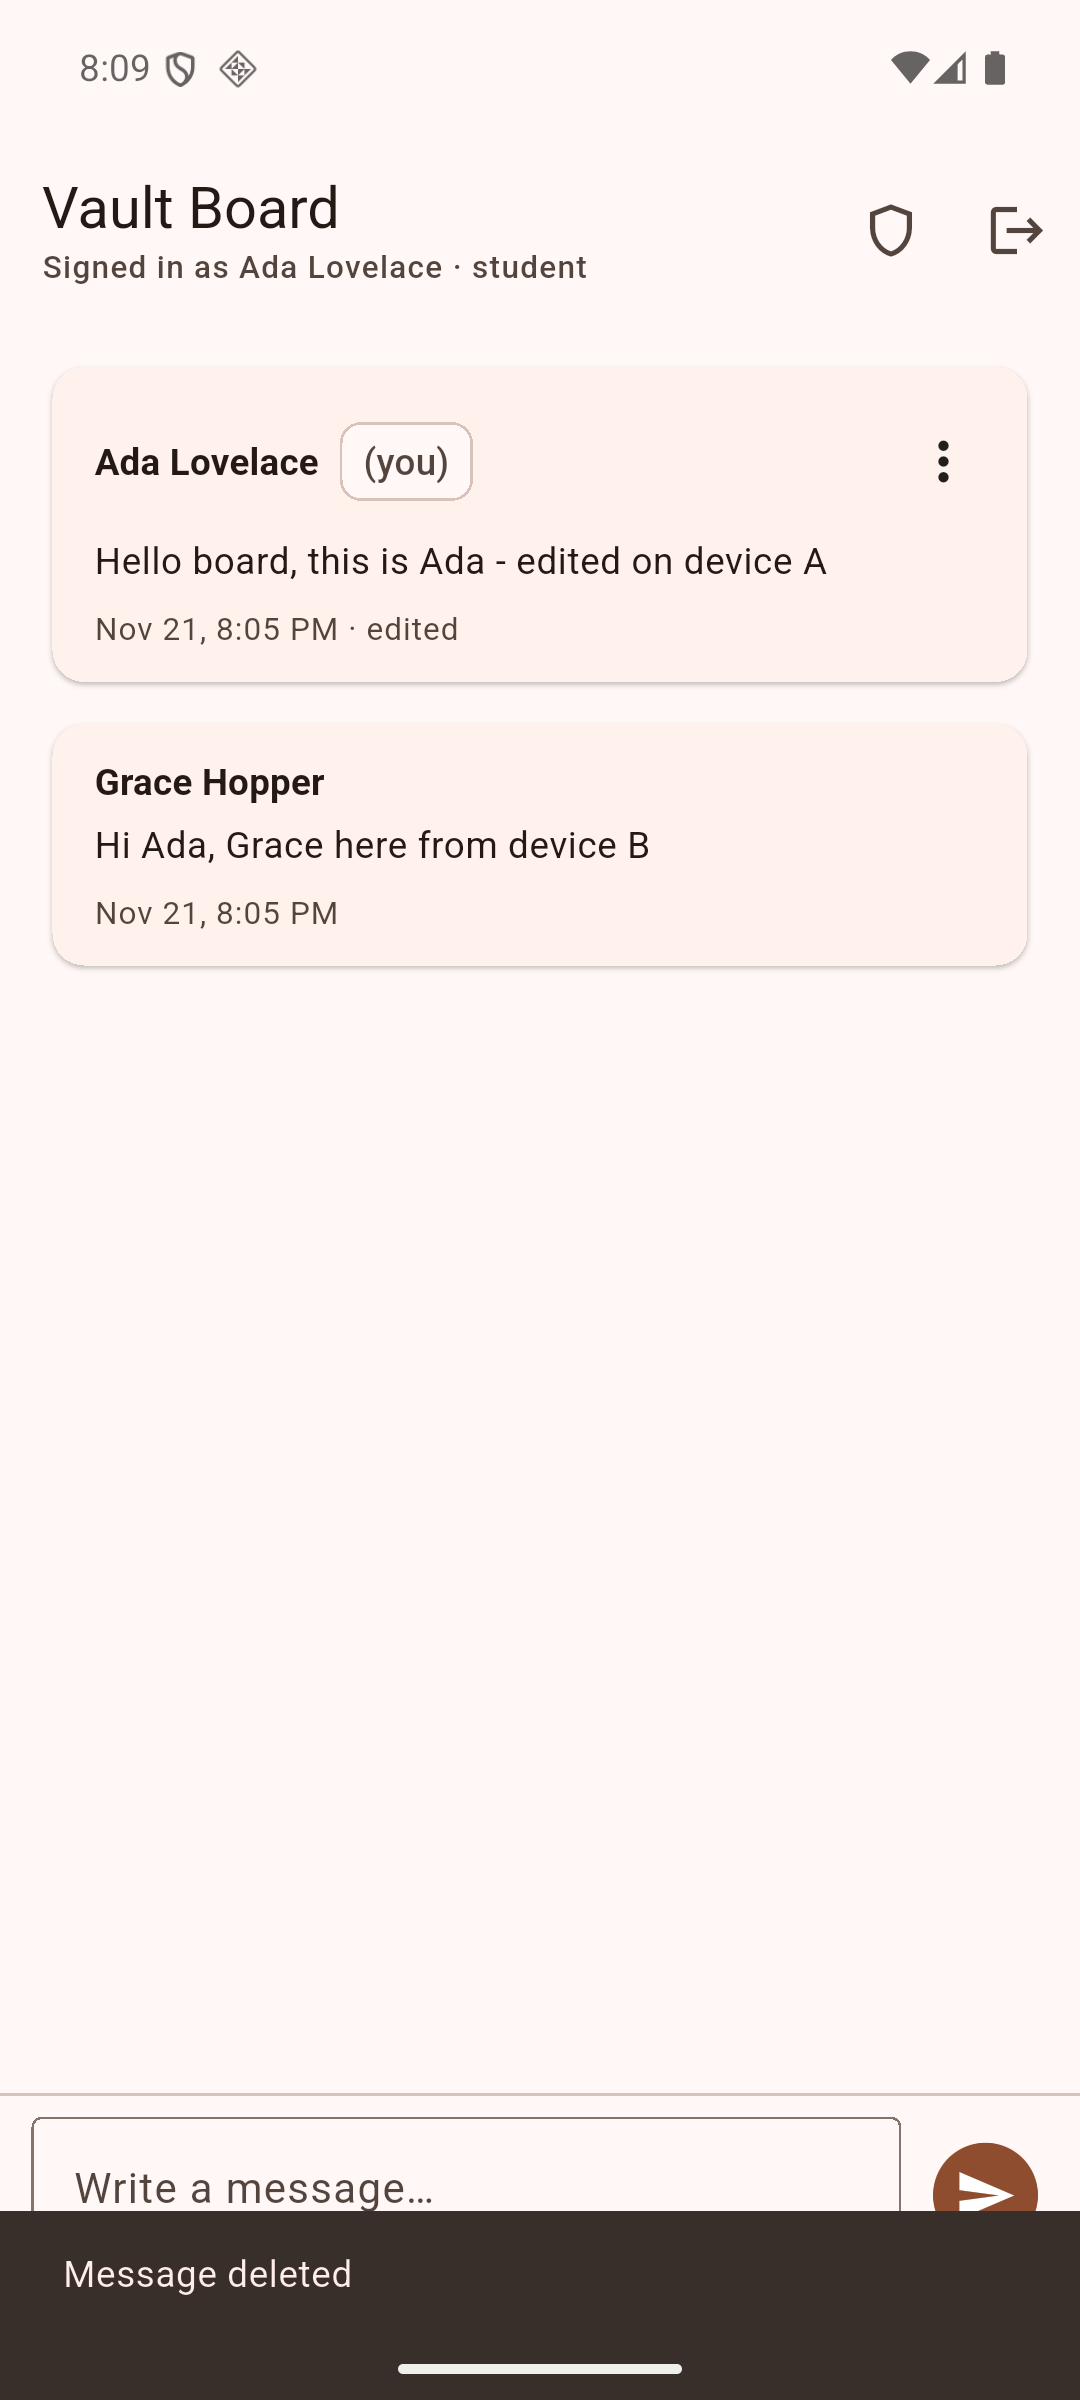 8:09
Vault Board
Signed in as Ada Lovelace · student
Ada Lovelace (you)
Hello board, this is Ada - edited on device A
Nov 21, 8:05 PM · edited
Grace Hopper
Hi Ada, Grace here from device B
Nov 21, 8:05 PM
Write a message…
Message deleted